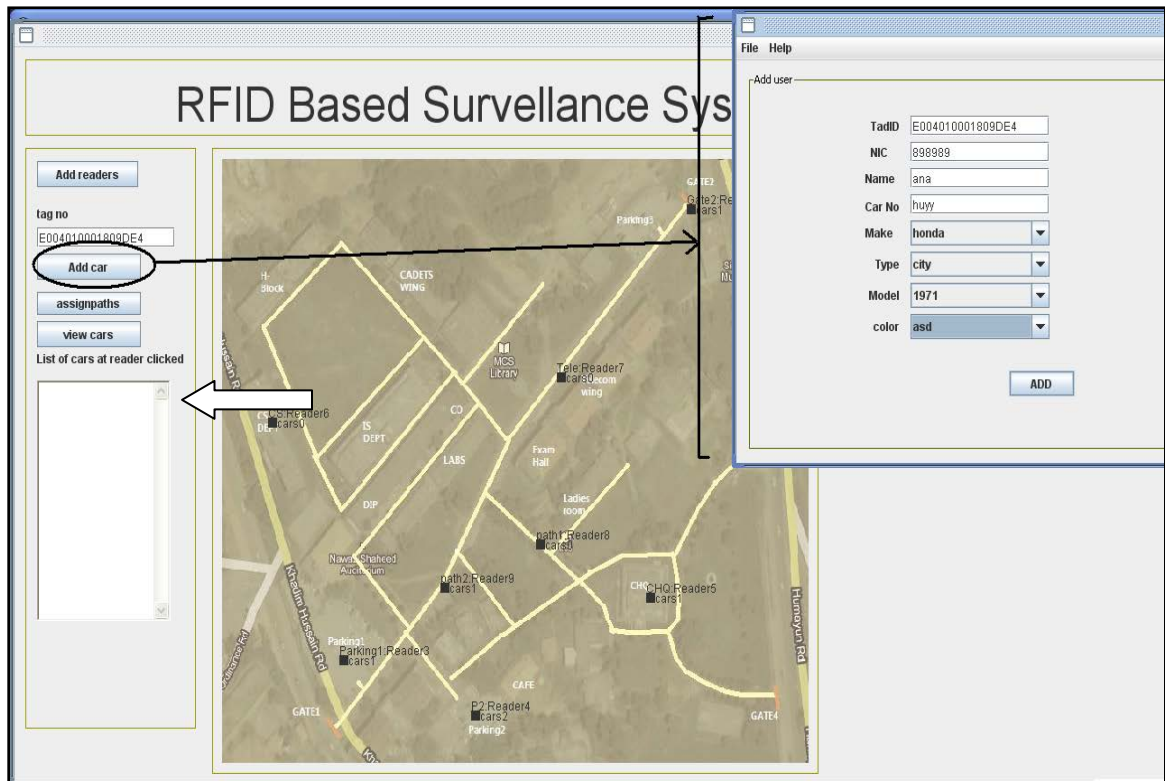 RFID Based Survellance Sys
Add readers
tag no
E004010001809DE4
Add car
assignpaths
view cars
List of cars at reader clicked
File Help
Add user
TadID E004010001809DE4
NIC 898989
Name ana
Car No huyy
Make honda
Type city
Model 1971
color asd
ADD
GATE2
Gate2:Re
cars1
Parking3
H-
Block
CADETS
WING
MCS
Library
Tele:Reader7
cars0
wing
CS:Reader6
cars0
IS
DEPT
CO
LABS
Exam
Hall
DIP
Ladies
room
path1:Reader8
cars0
Nawaz Shaheed
Auditorium
path2:Reader9
cars1
CHQ:Reader5
cars1
Khadim Hussain Rd
Humayun Rd
Parking1
Parking1:Reader3
cars1
CAFE
P2:Reader4
cars2
Parking2
GATE1
GATE4